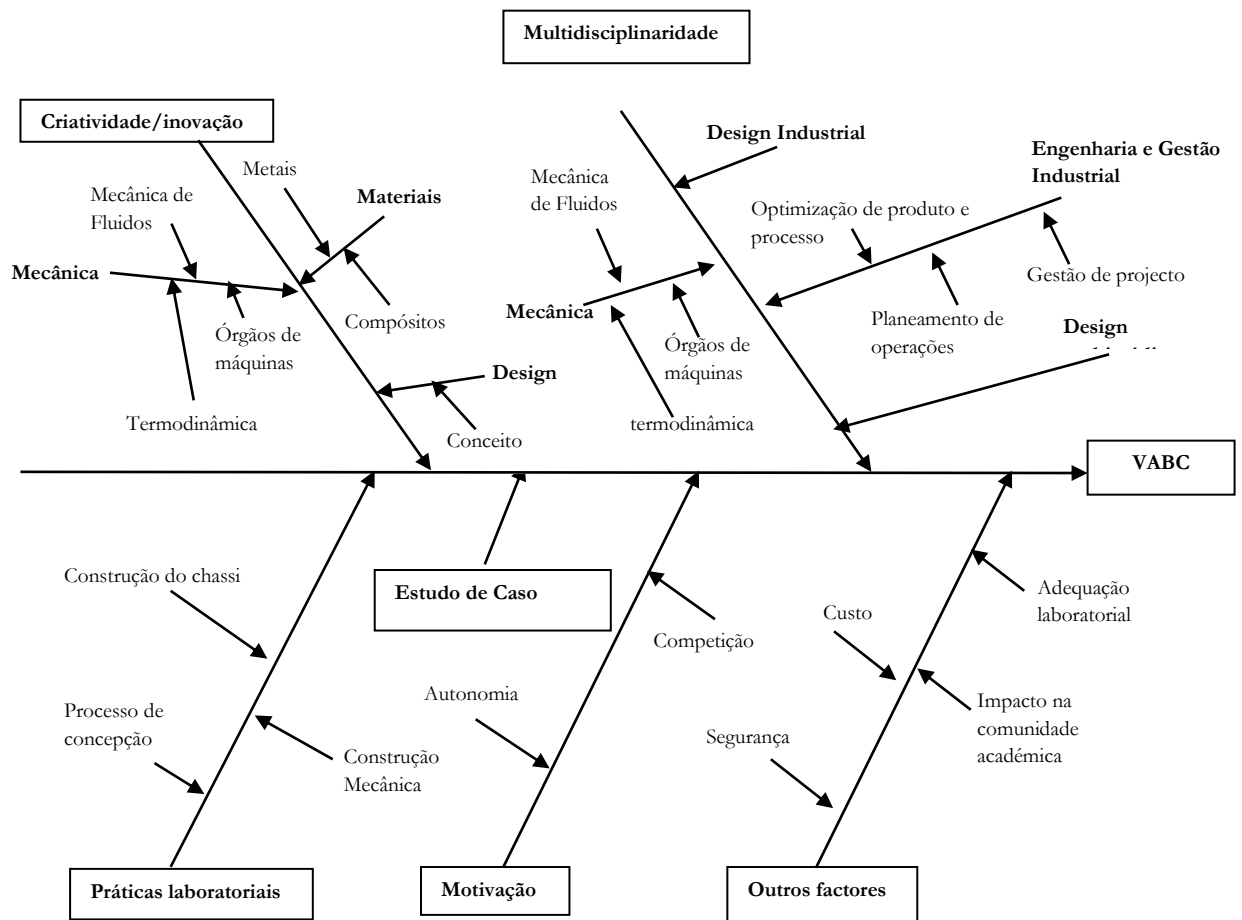 Multidisciplinaridade
Criatividade/inovação
Metais
Mecânica de
Fluidos
Materiais
Mecânica
Órgãos de
máquinas
Compósitos
Termodinâmica
Design
Conceito
Design Industrial
Mecânica
de Fluidos
Engenharia e Gestão
Industrial
Optimização de produto e
processo
Gestão de projecto
Mecânica
Órgãos de
máquinas
Planeamento de
operações
Design
termodinâmica
VABC
Construção do chassi
Estudo de Caso
Adequação
laboratorial
Custo
Competição
Autonomia
Processo de
concepção
Impacto na
comunidade
académica
Segurança
Construção
Mecânica
Práticas laboratoriais
Motivação
Outros factores